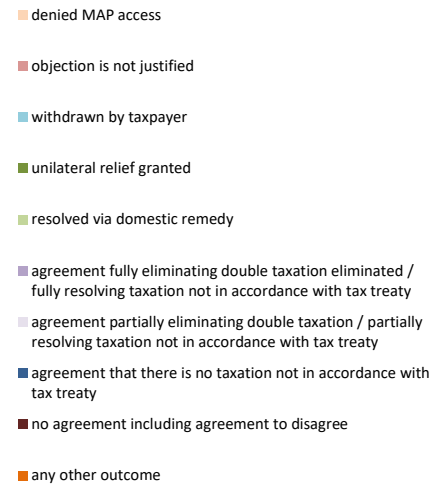 denied MAP access
objection is not justified
withdrawn by taxpayer
unilateral relief granted
resolved via domestic remedy
agreement fully eliminating double taxation eliminated /
fully resolving taxation not in accordance with tax treaty
agreement partially eliminating double taxation / partially
resolving taxation not in accordance with tax treaty
agreement that there is no taxation not in accordance with
tax treaty
no agreement including agreement to disagree
any other outcome